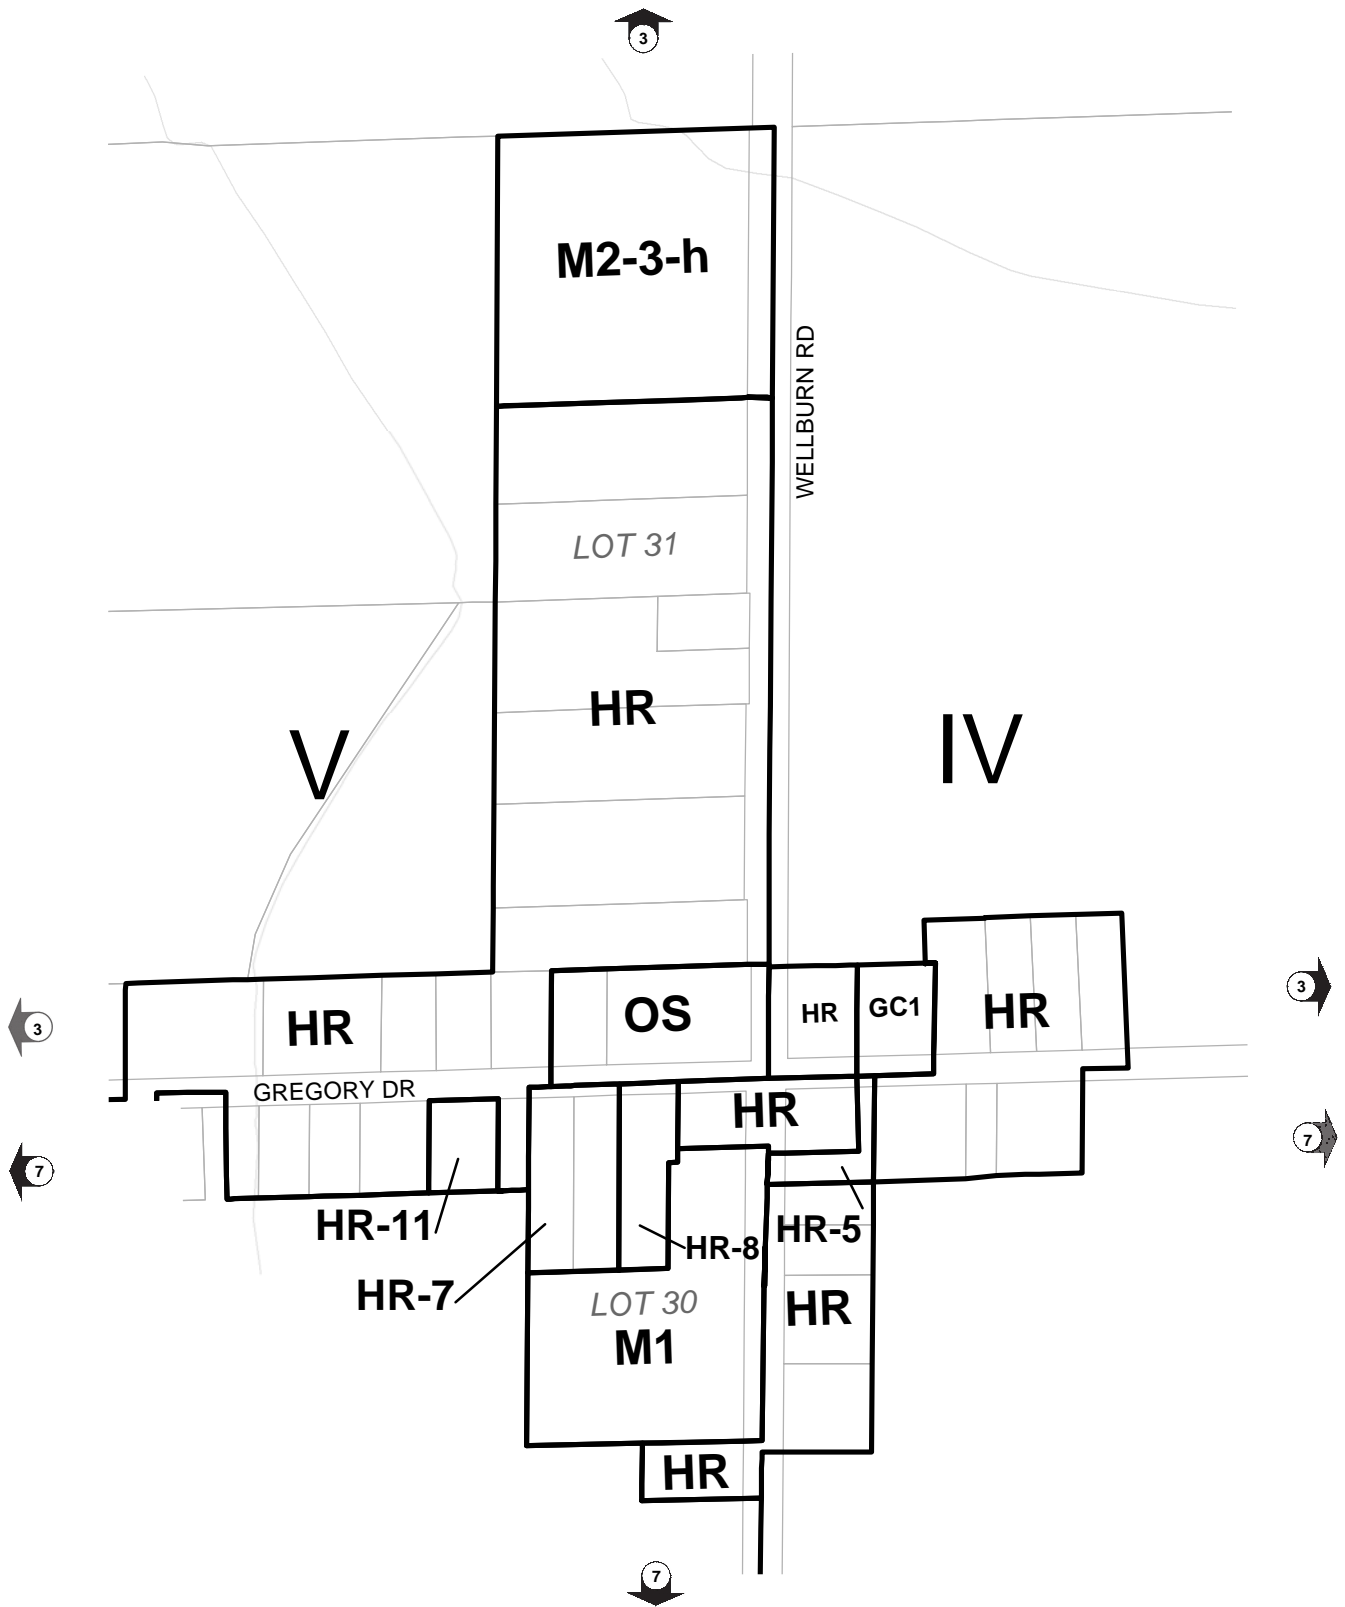 3
M2-3-h
WELLBURN RD
LOT 31
HR
V
IV
3
HR
OS
HR
GC1
HR
3
GREGORY DR
HR
7
7
HR-11
HR-5
HR-8
HR-7
LOT 30
HR
M1
HR
7